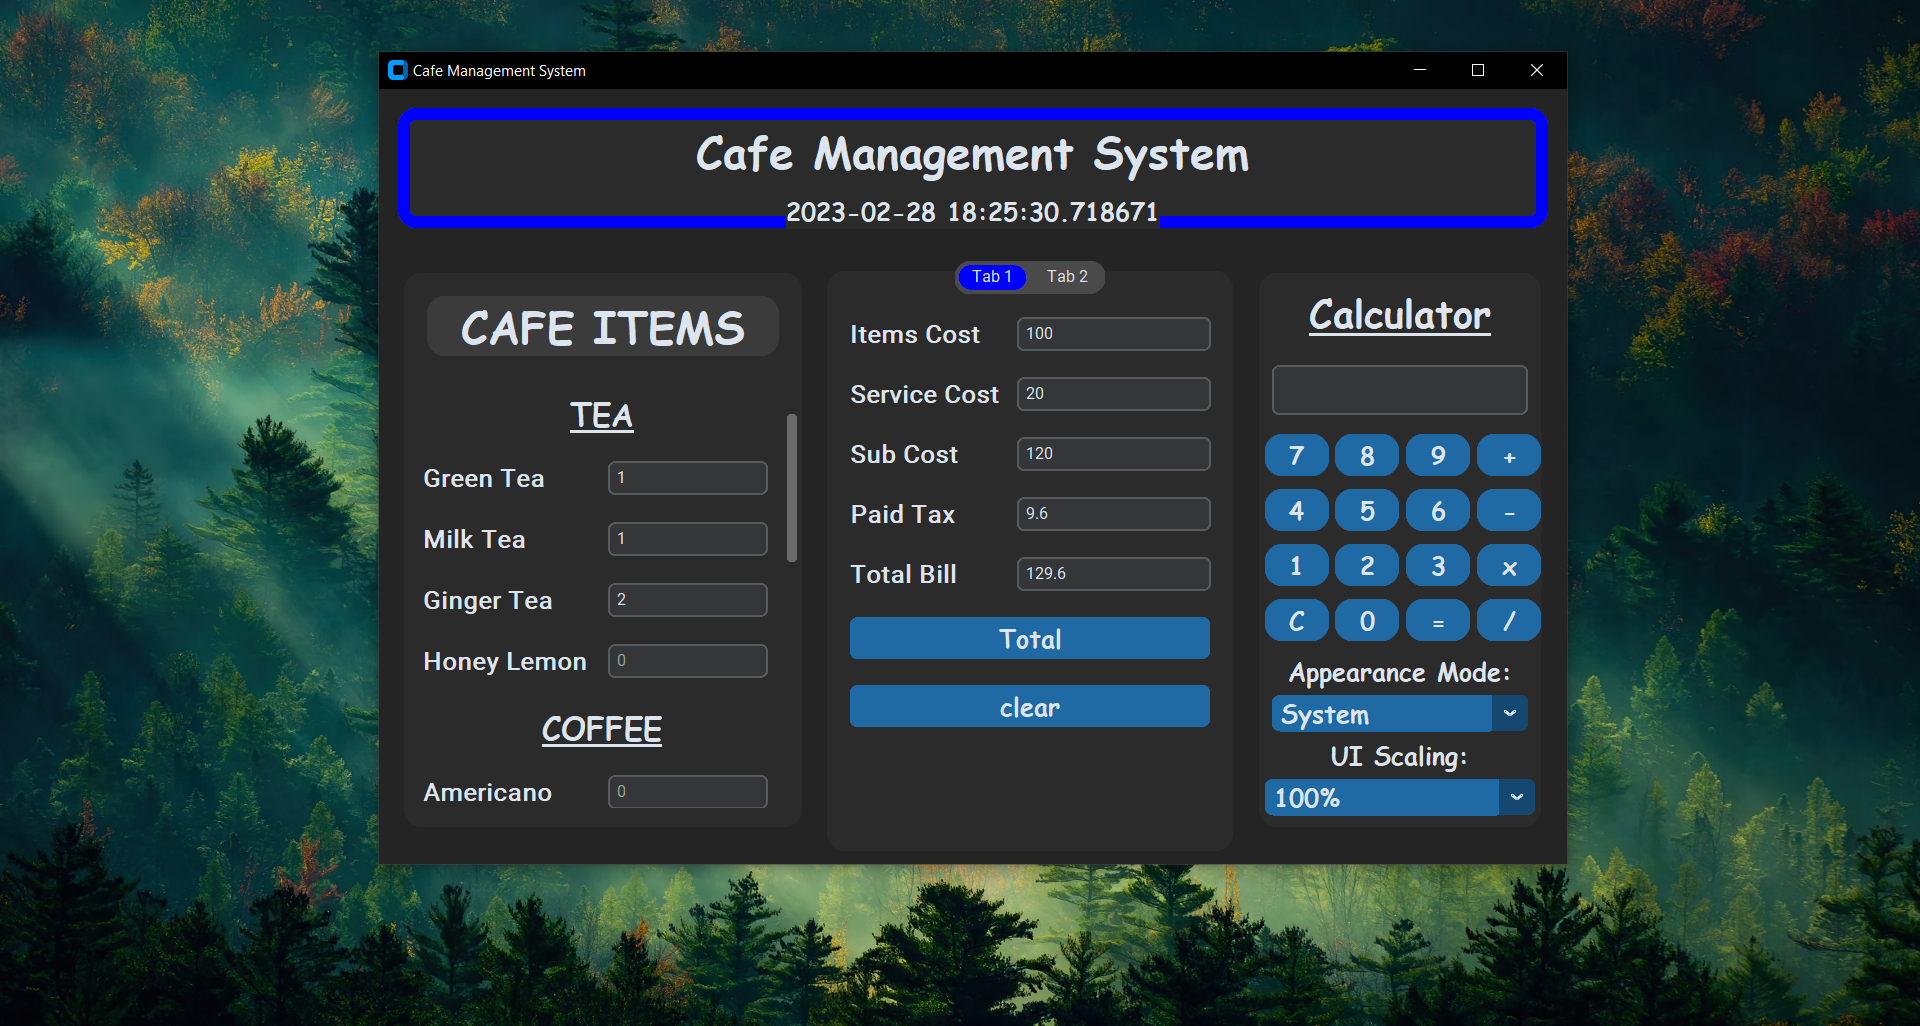 Cafe Management System
Cafe Management System
2023-02-28 18:25:30.718671
CAFE ITEMS
TEA
Green Tea 1
Milk Tea 1
Ginger Tea 2
Honey Lemon 0
COFFEE
Americano 0
Tab 1 Tab 2
Items Cost 100
Service Cost 20
Sub Cost 120
Paid Tax 9.6
Total Bill 129.6
Total
clear
Calculator
7 8 9 +
4 5 6 -
1 2 3 x
C 0 = /
Appearance Mode:
System
UI Scaling:
100%